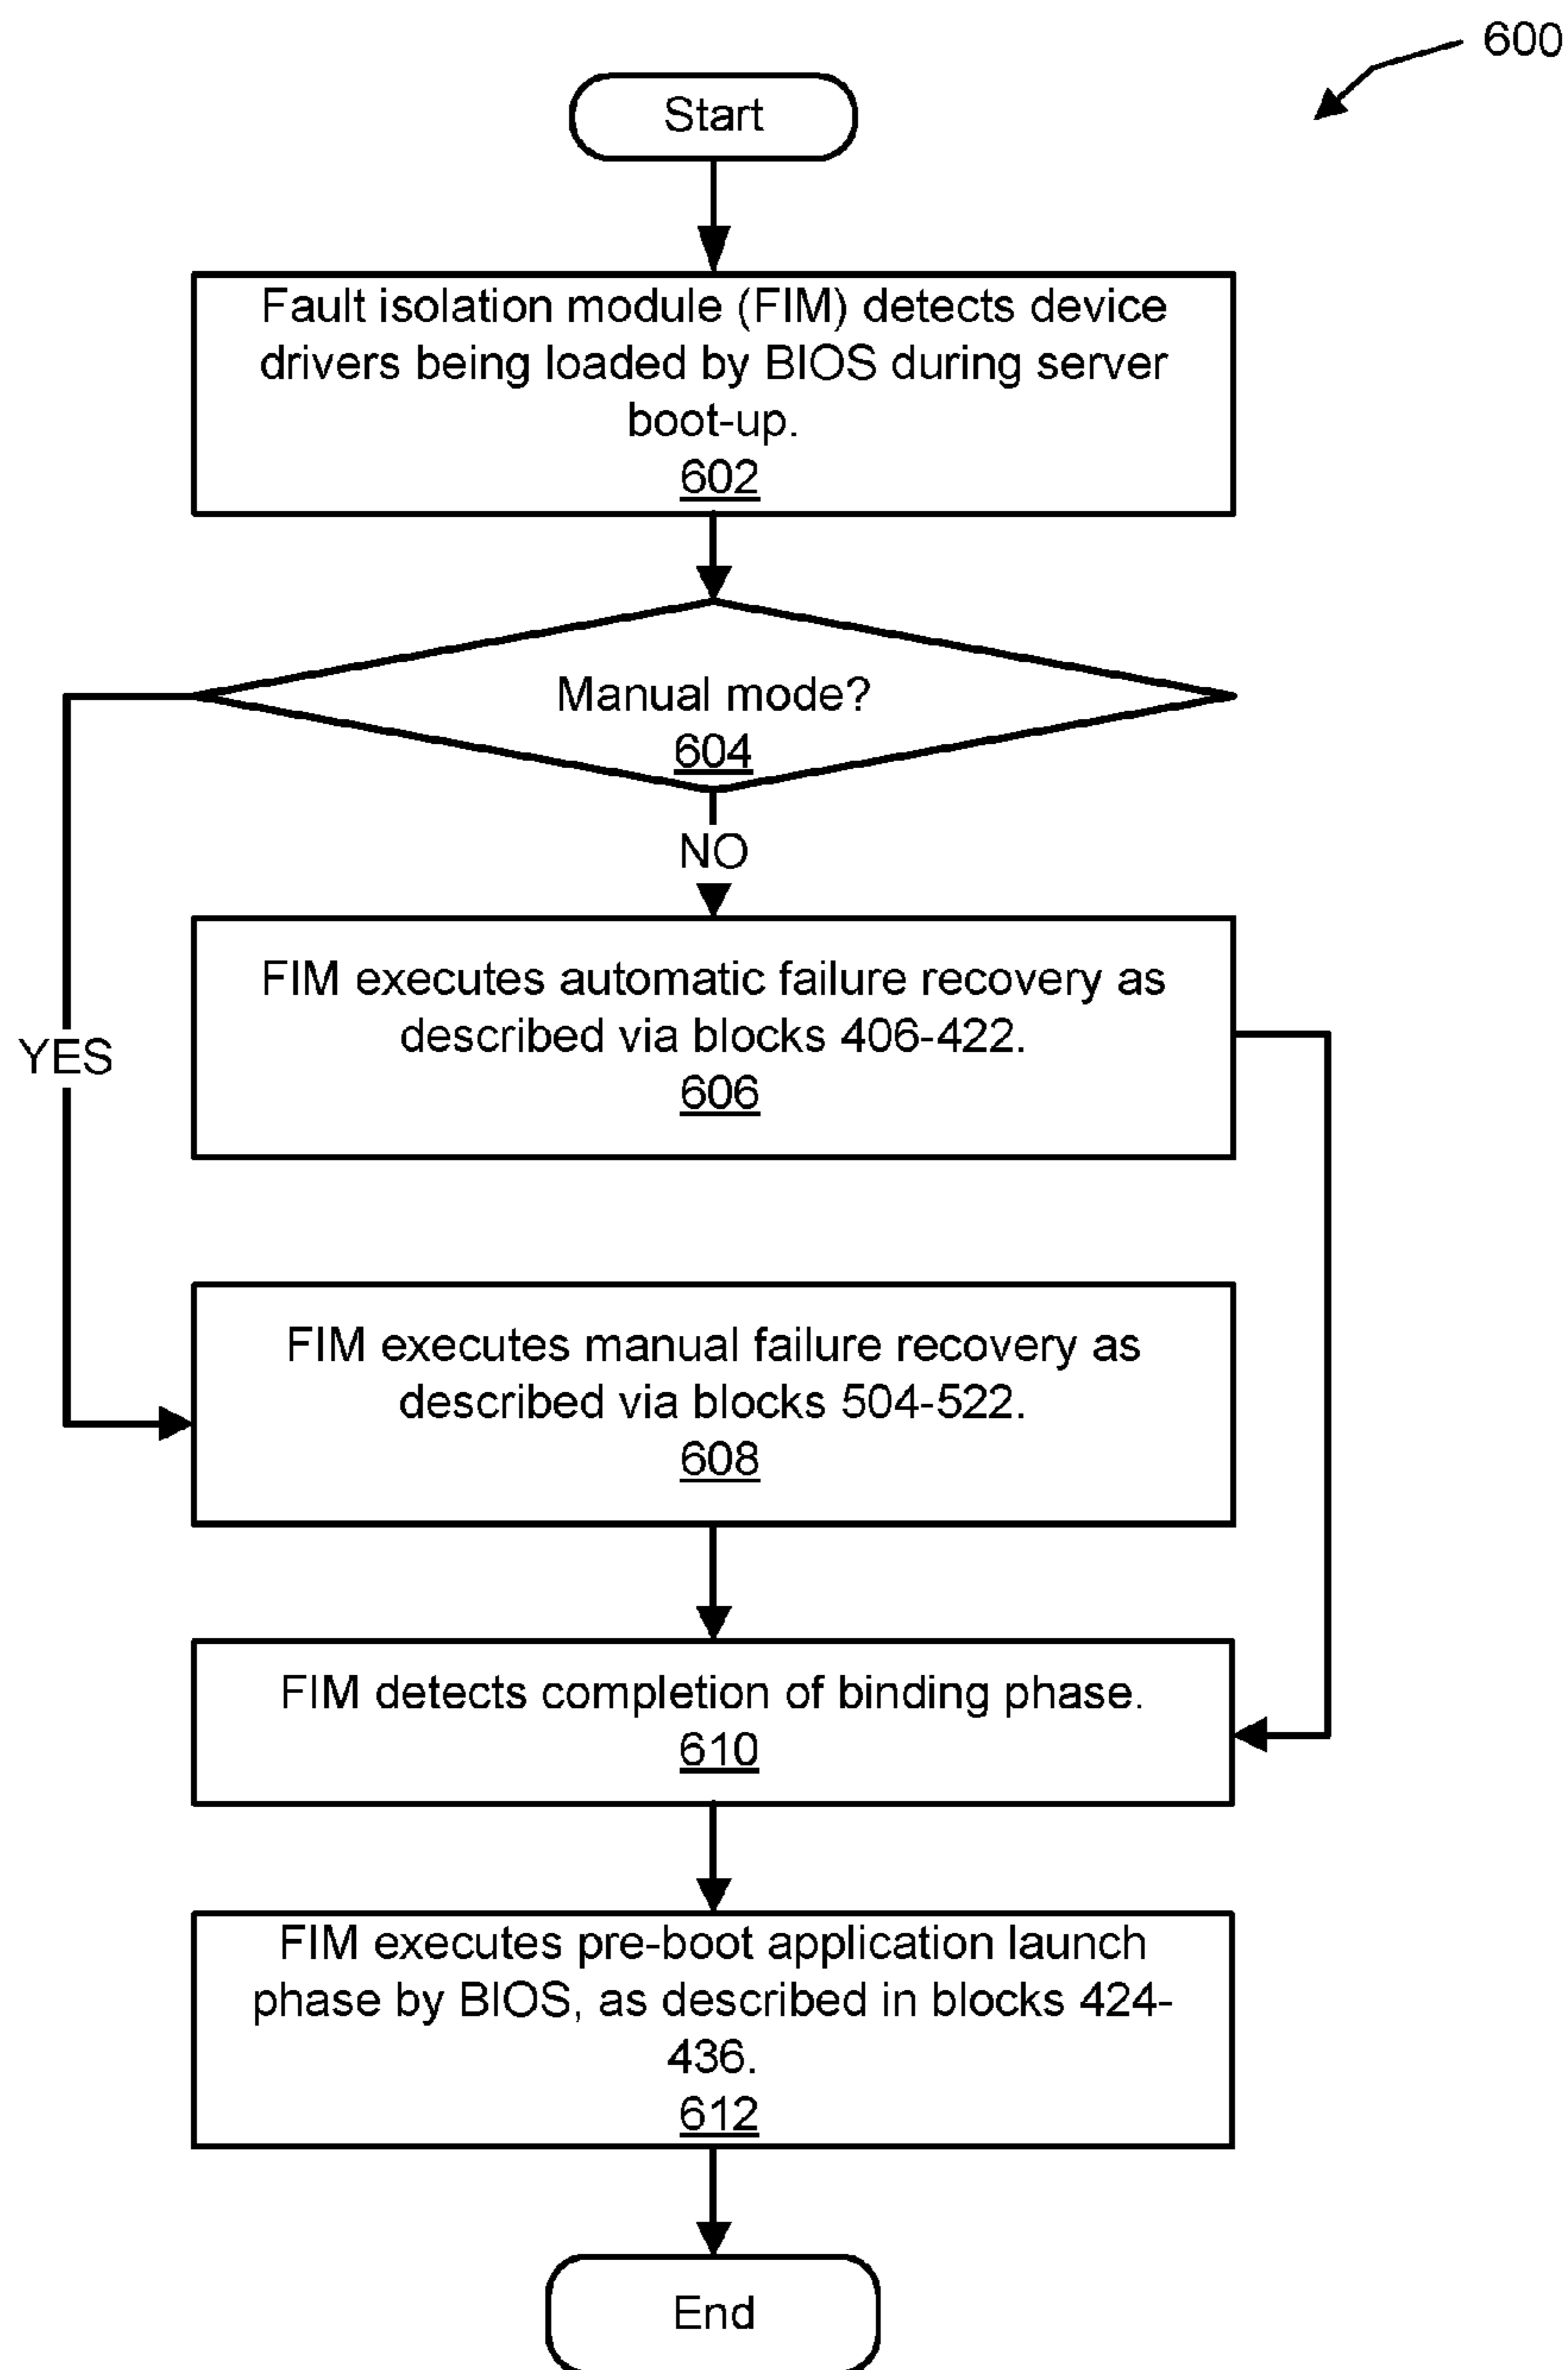 600
Start
Fault isolation module (FIM) detects device
drivers being loaded by BIOS during server
boot-up.
602
Manual mode?
604
NO
FIM executes automatic failure recovery as
described via blocks 406-422.
606
YES
FIM executes manual failure recovery as
described via blocks 504-522.
608
FIM detects completion of binding phase.
610
FIM executes pre-boot application launch
phase by BIOS, as described in blocks 424-
436.
612
End